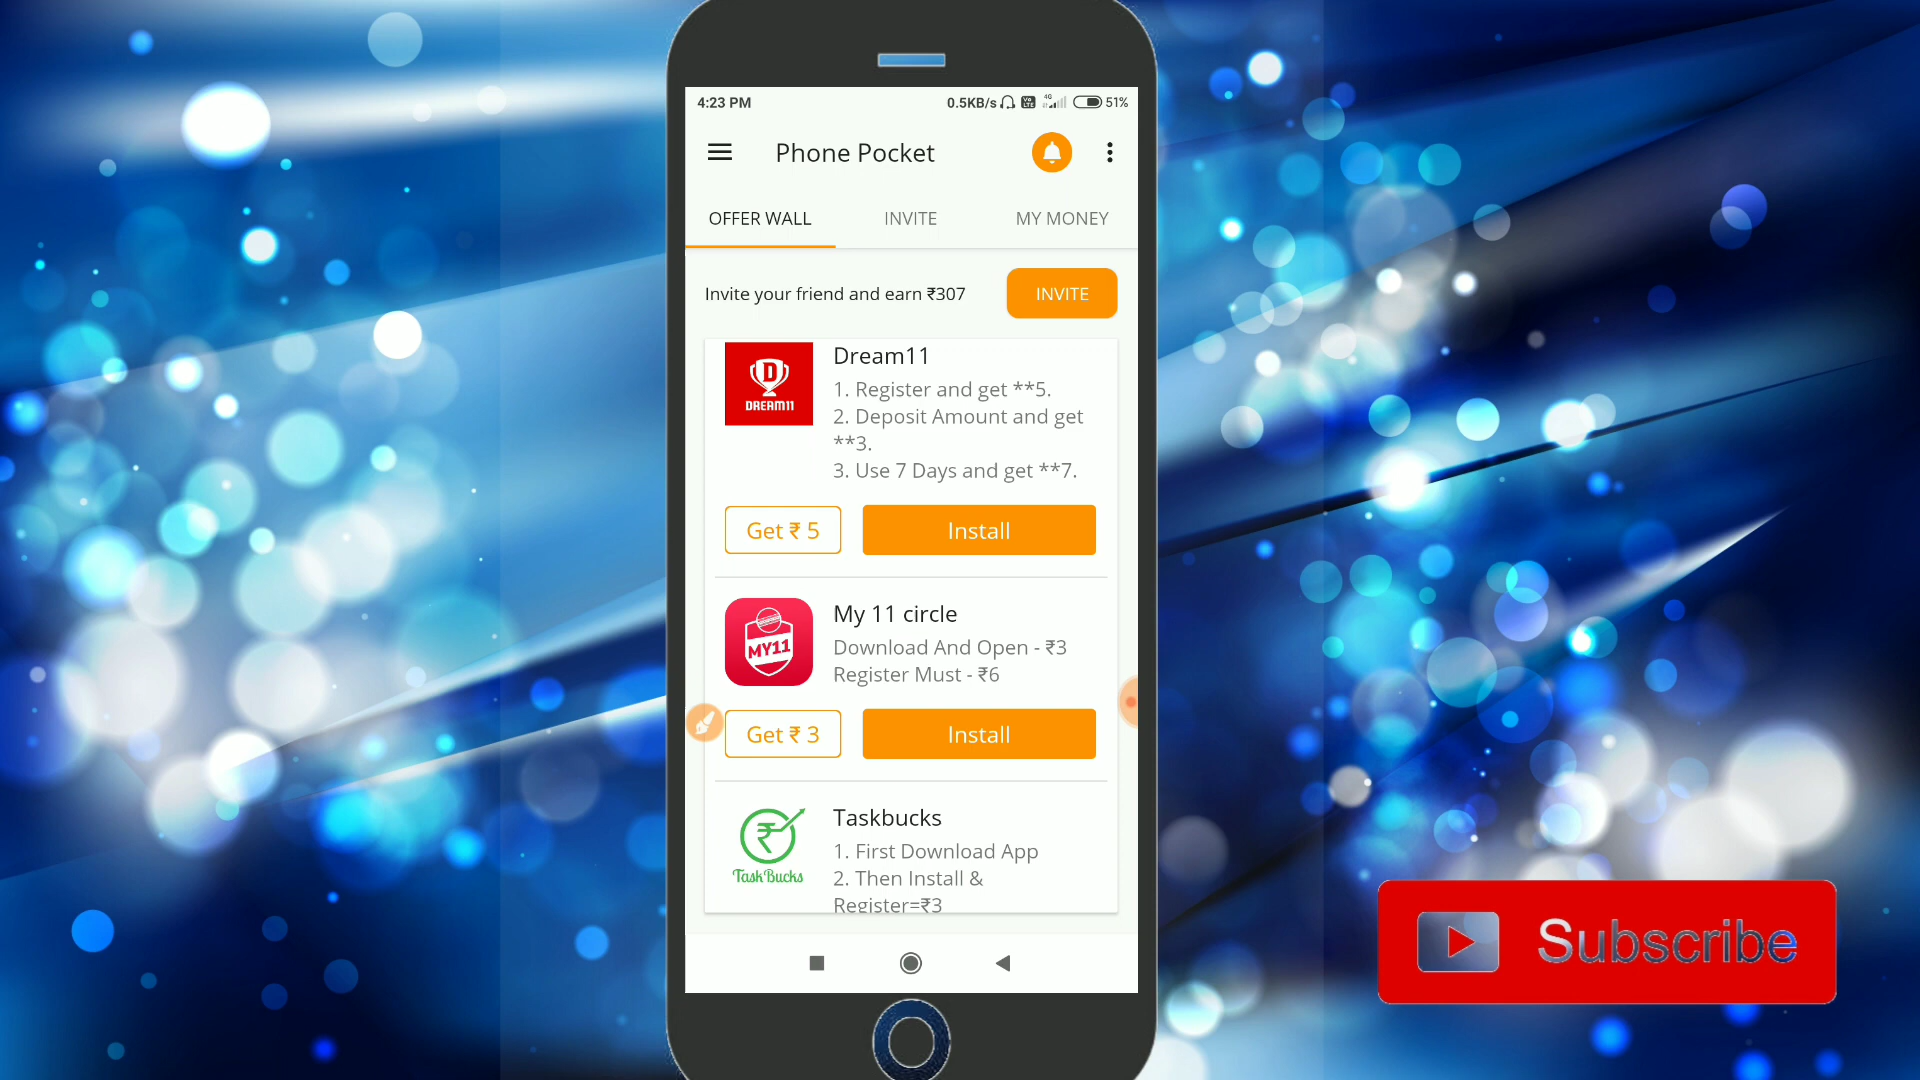 4:23 PM
0.5KB/s
4G
51%
Phone Pocket
OFFER WALL
INVITE
MY MONEY
Invite your friend and earn ₹307
INVITE
D
DREAM11
Dream11
1. Register and get **5.
2. Deposit Amount and get
**3.
3. Use 7 Days and get **7.
Get ₹ 5
Install
MY11
My 11 circle
Download And Open - ₹3
Register Must - ₹6
Get ₹ 3
Install
₹
TaskBucks
Taskbucks
1. First Download App
2. Then Install &
Register=₹3
Subscribe